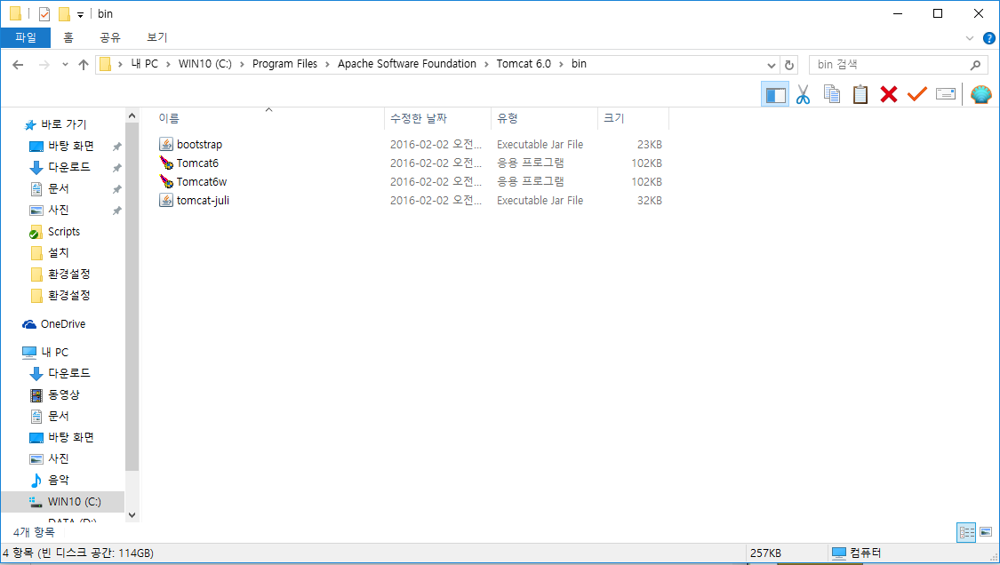 bin
파일 홈 공유 보기
내 PC > WIN10 (C:) > Program Files > Apache Software Foundation > Tomcat 6.0 > bin
bin 검색
이름 수정한 날짜 유형 크기
bootstrap 2016-02-02 오전... Executable Jar File 23KB
Tomcat6 2016-02-02 오전... 응용 프로그램 102KB
Tomcat6w 2016-02-02 오전... 응용 프로그램 102KB
tomcat-juli 2016-02-02 오전... Executable Jar File 32KB
바로 가기
바탕 화면
다운로드
문서
사진
Scripts
설치
환경설정
환경설정
OneDrive
내 PC
다운로드
동영상
문서
바탕 화면
사진
음악
WIN10 (C:)
DATA (D:)
4개 항목
4 항목 (빈 디스크 공간: 114GB) 257KB 컴퓨터